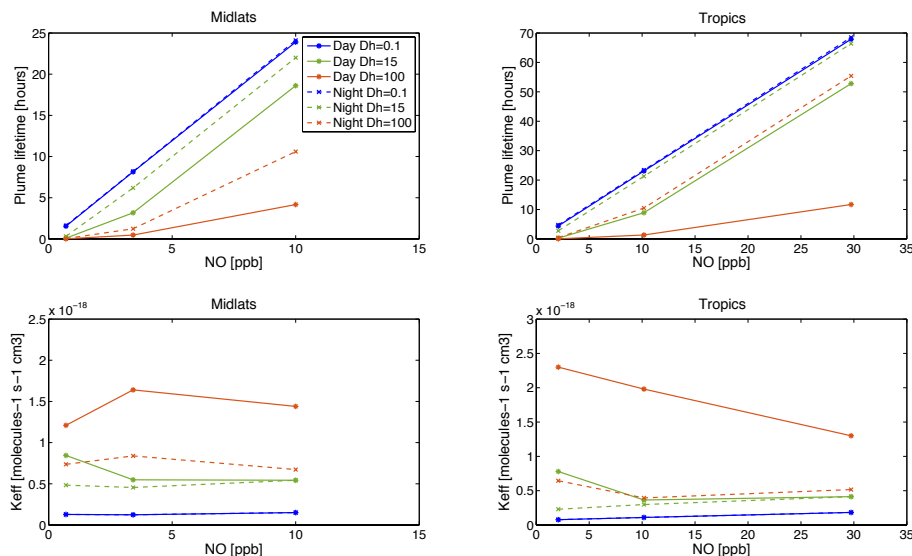 Midlats
Plume lifetime [hours]
25
20
15
10
5
0
0 5 10 15
NO [ppb]
Day Dh=0.1
Day Dh=15
Day Dh=100
Night Dh=0.1
Night Dh=15
Night Dh=100
Tropics
Plume lifetime [hours]
70
60
50
40
30
20
10
0
0 5 10 15 20 25 30 35
NO [ppb]
Midlats
x 10⁻¹⁸
Keff [molecules-1 s-1 cm3]
2.5
2
1.5
1
0.5
0
0 5 10 15
NO [ppb]
Tropics
x 10⁻¹⁸
Keff [molecules-1 s-1 cm3]
3
2.5
2
1.5
1
0.5
0
0 5 10 15 20 25 30 35
NO [ppb]